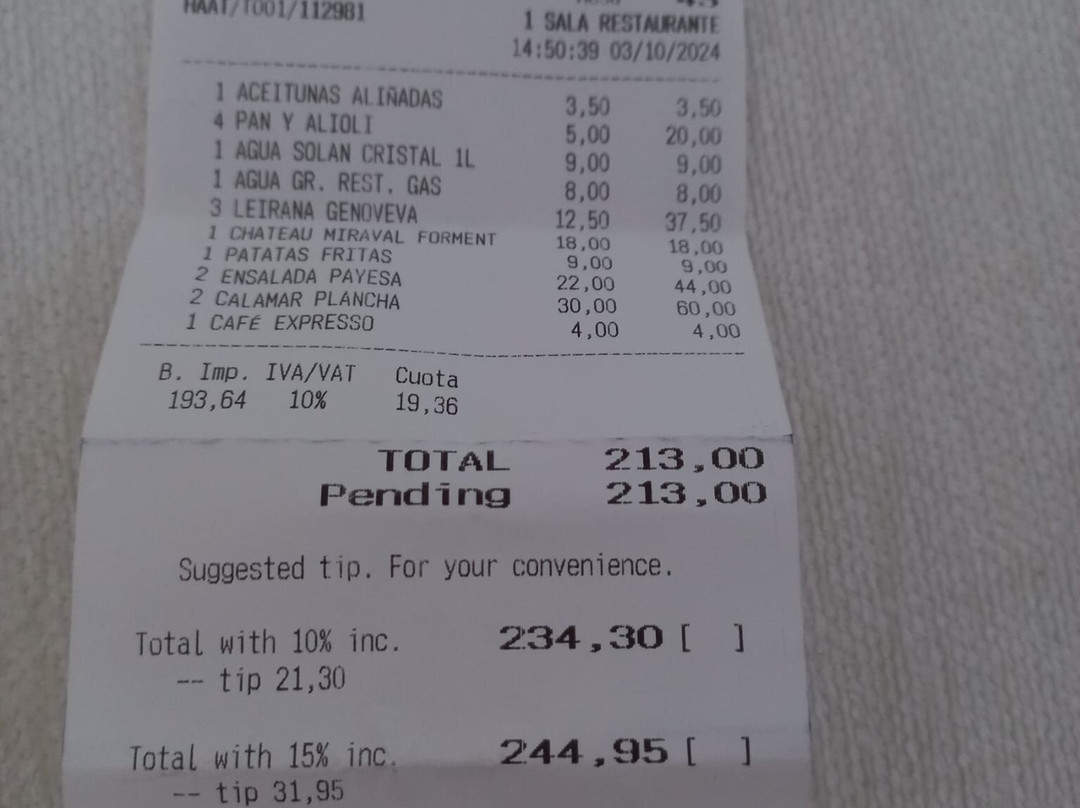 HAAT/T001/112981
1 SALA RESTAURANTE
14:50:39 03/10/2024
1 ACEITUNAS ALIÑADAS 3,50 3,50
4 PAN Y ALIOLI 5,00 20,00
1 AGUA SOLAN CRISTAL 1L 9,00 9,00
1 AGUA GR. REST. GAS 8,00 8,00
3 LEIRANA GENOVEVA 12,50 37,50
1 CHATEAU MIRAVAL FORMENT 18,00 18,00
1 PATATAS FRITAS 9,00 9,00
2 ENSALADA PAYESA 22,00 44,00
2 CALAMAR PLANCHA 30,00 60,00
1 CAFÉ EXPRESSO 4,00 4,00
B. Imp. IVA/VAT Cuota
193,64 10% 19,36
TOTAL 213,00
Pending 213,00
Suggested tip. For your convenience.
Total with 10% inc. 234,30 [ ]
-- tip 21,30
Total with 15% inc. 244,95 [ ]
-- tip 31,95